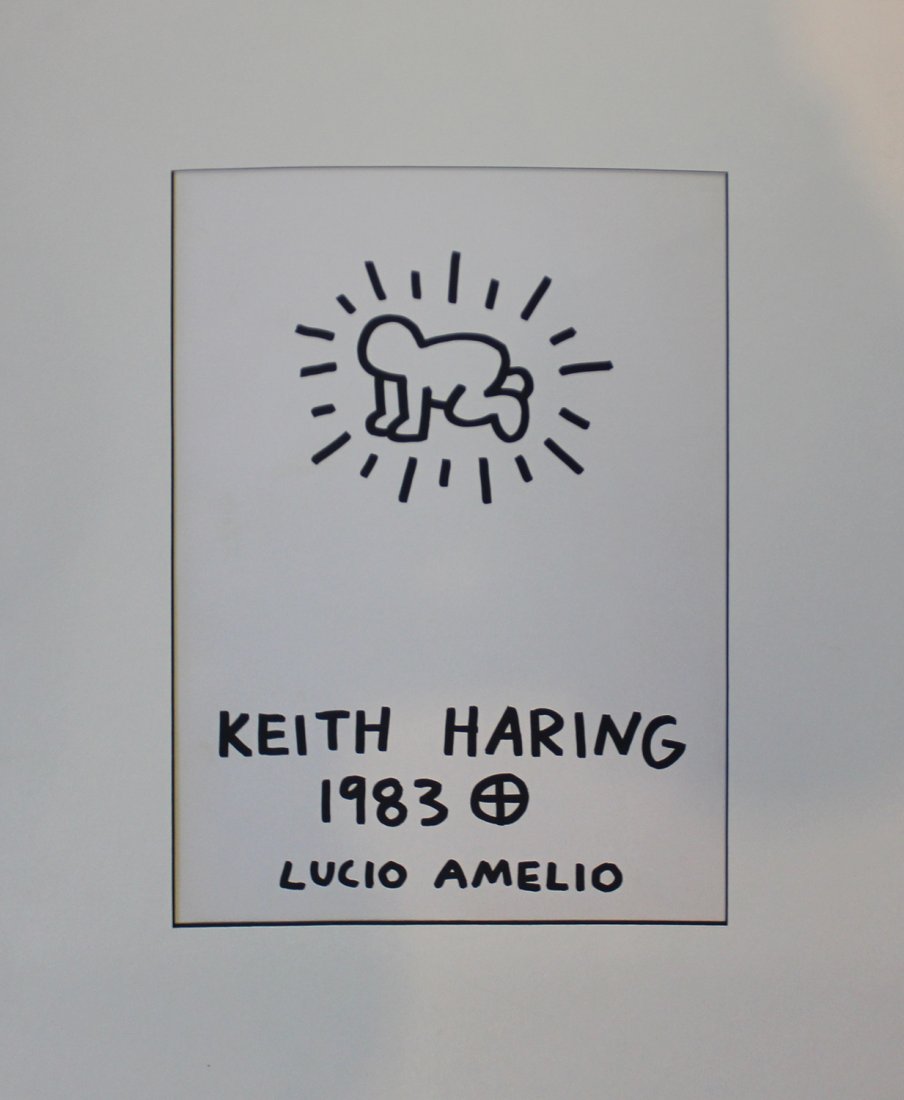 KEITH HARING
1983 ⊕
LUCIO AMELIO